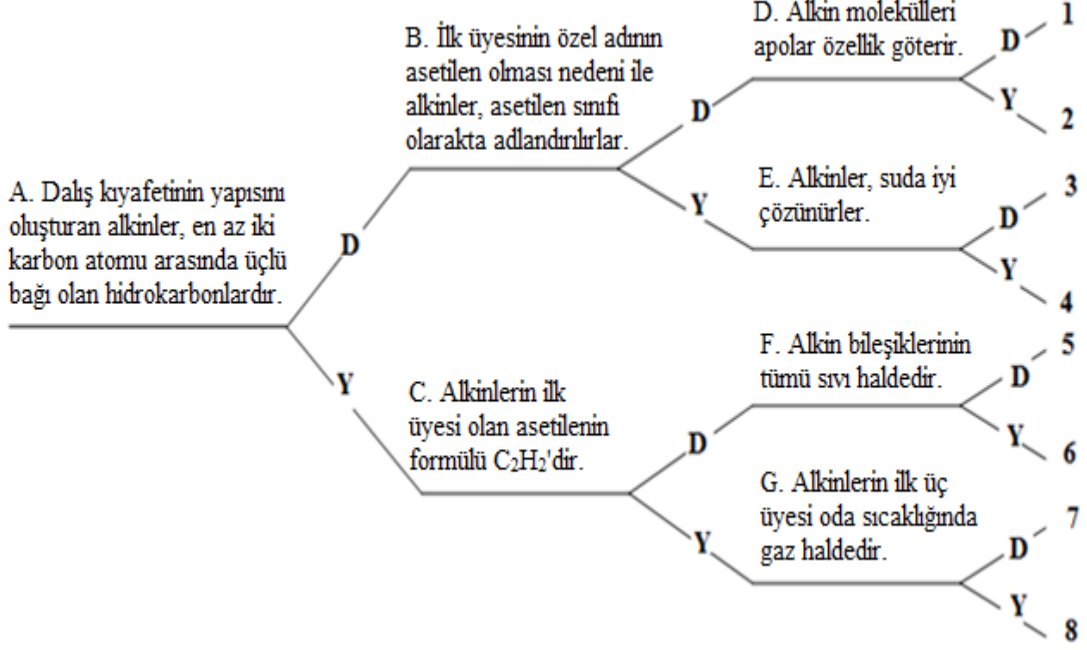 A. Dalış kıyafetinin yapısını
oluşturan alkinler, en az iki
karbon atomu arasında üçlü
bağı olan hidrokarbonlardır.
D
Y
B. İlk üyesinin özel adının
asetilen olması nedeni ile
alkinler, asetilen sınıfı
olarakta adlandırılırlar.
D
Y
C. Alkinlerin ilk
üyesi olan asetilenin
formülü C₂H₂'dir.
D
Y
D. Alkin molekülleri
apolar özellik göterir.
D
1
Y
2
E. Alkinler, suda iyi
çözünürler.
D
3
Y
4
F. Alkin bileşiklerinin
tümü sıvı haldedir.
D
5
Y
6
G. Alkinlerin ilk üç
üyesi oda sıcaklığında
gaz haldedir.
D
7
Y
8